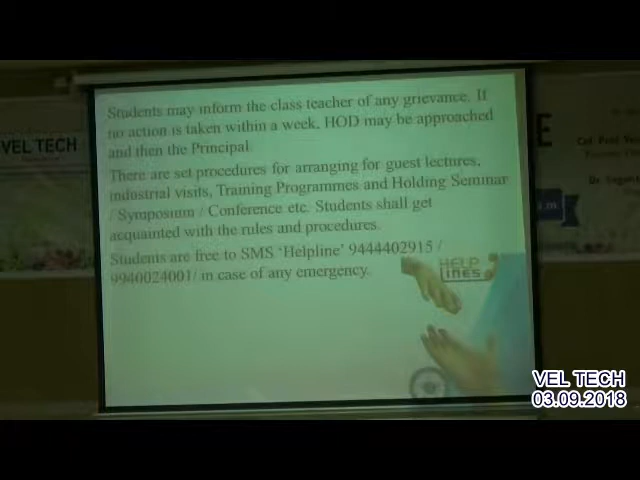 Students may inform the class teacher of any grievance. If
no action is taken within a week, HOD may be approached
and then the Principal.
There are set procedures for arranging for guest lectures,
industrial visits, Training Programmes and Holding Seminar
/ Symposium / Conference etc. Students shall get
acquainted with the rules and procedures.
Students are free to SMS ‘Helpline’ 9444402915 /
9940024001/ in case of any emergency.
HELP
LINES
VEL TECH
E
VEL TECH
03.09.2018